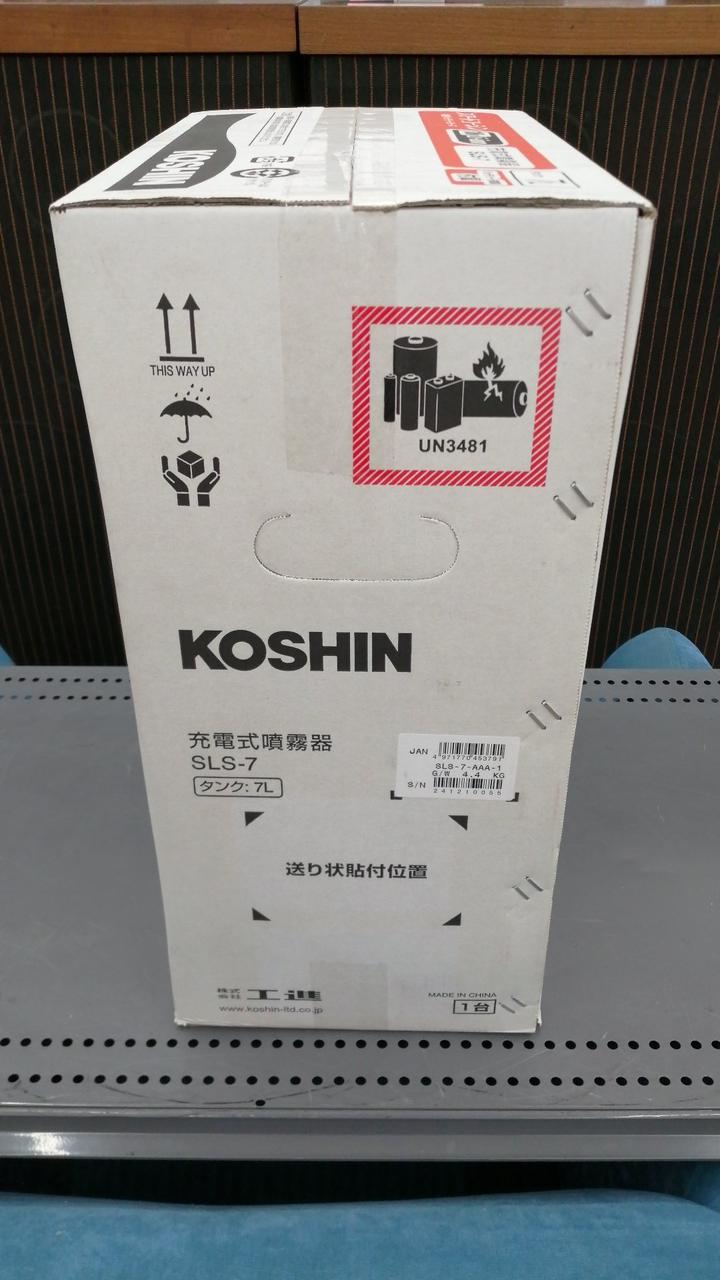 KOSHIN
THIS WAY UP
UN3481
KOSHIN
充電式噴霧器
SLS-7
タンク: 7L
JAN
4971770453797
SLS-7-AAA-1
G/W 4.4 KG
S/N
241210055
送り状貼付位置
株式会社 工進
www.koshin-ltd.co.jp
MADE IN CHINA
1台